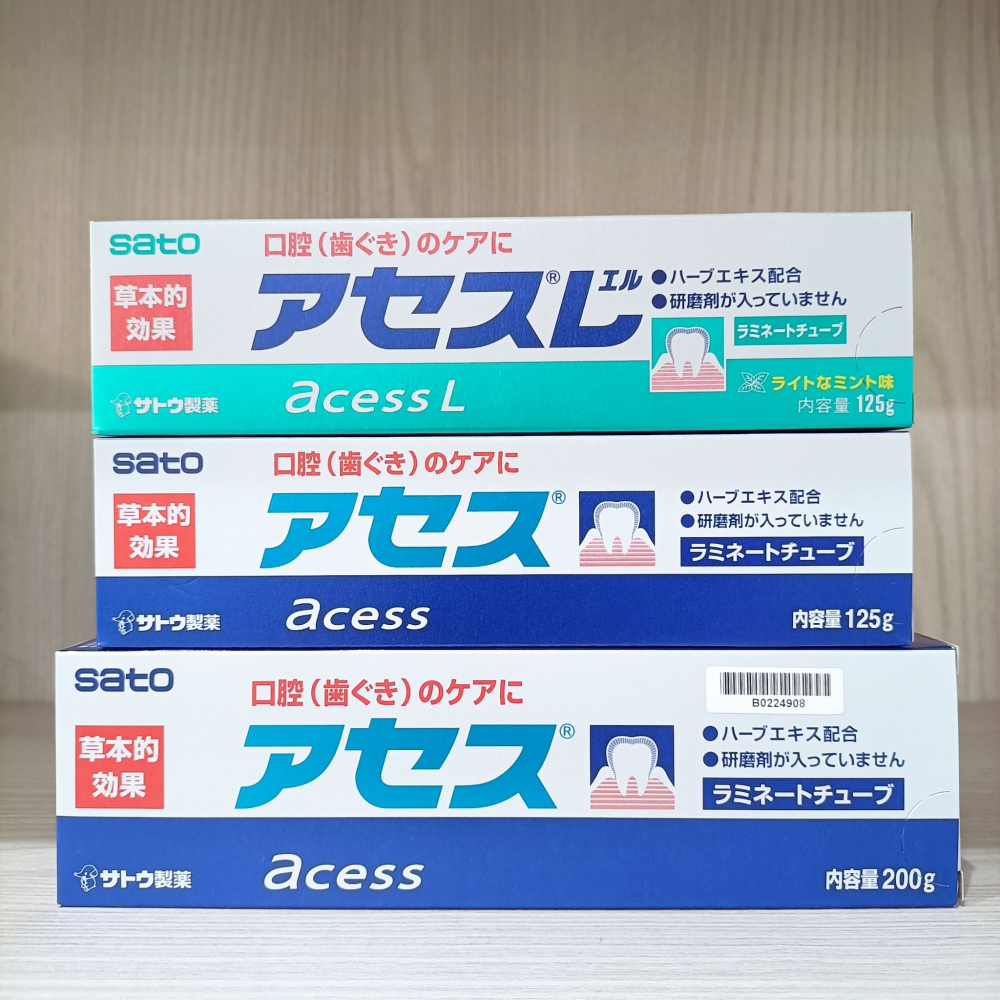 sato
口腔（歯ぐき）のケアに
草本的
効果
アセス®L エル
●ハーブエキス配合
●研磨剤が入っていません
ラミネートチューブ
サトウ製薬
acess L
ライトなミント味
内容量 125g
sato
口腔（歯ぐき）のケアに
草本的
効果
アセス®
●ハーブエキス配合
●研磨剤が入っていません
ラミネートチューブ
サトウ製薬
acess
内容量125g
sato
口腔（歯ぐき）のケアに
B0224908
草本的
効果
アセス®
●ハーブエキス配合
●研磨剤が入っていません
ラミネートチューブ
サトウ製薬
acess
内容量200g